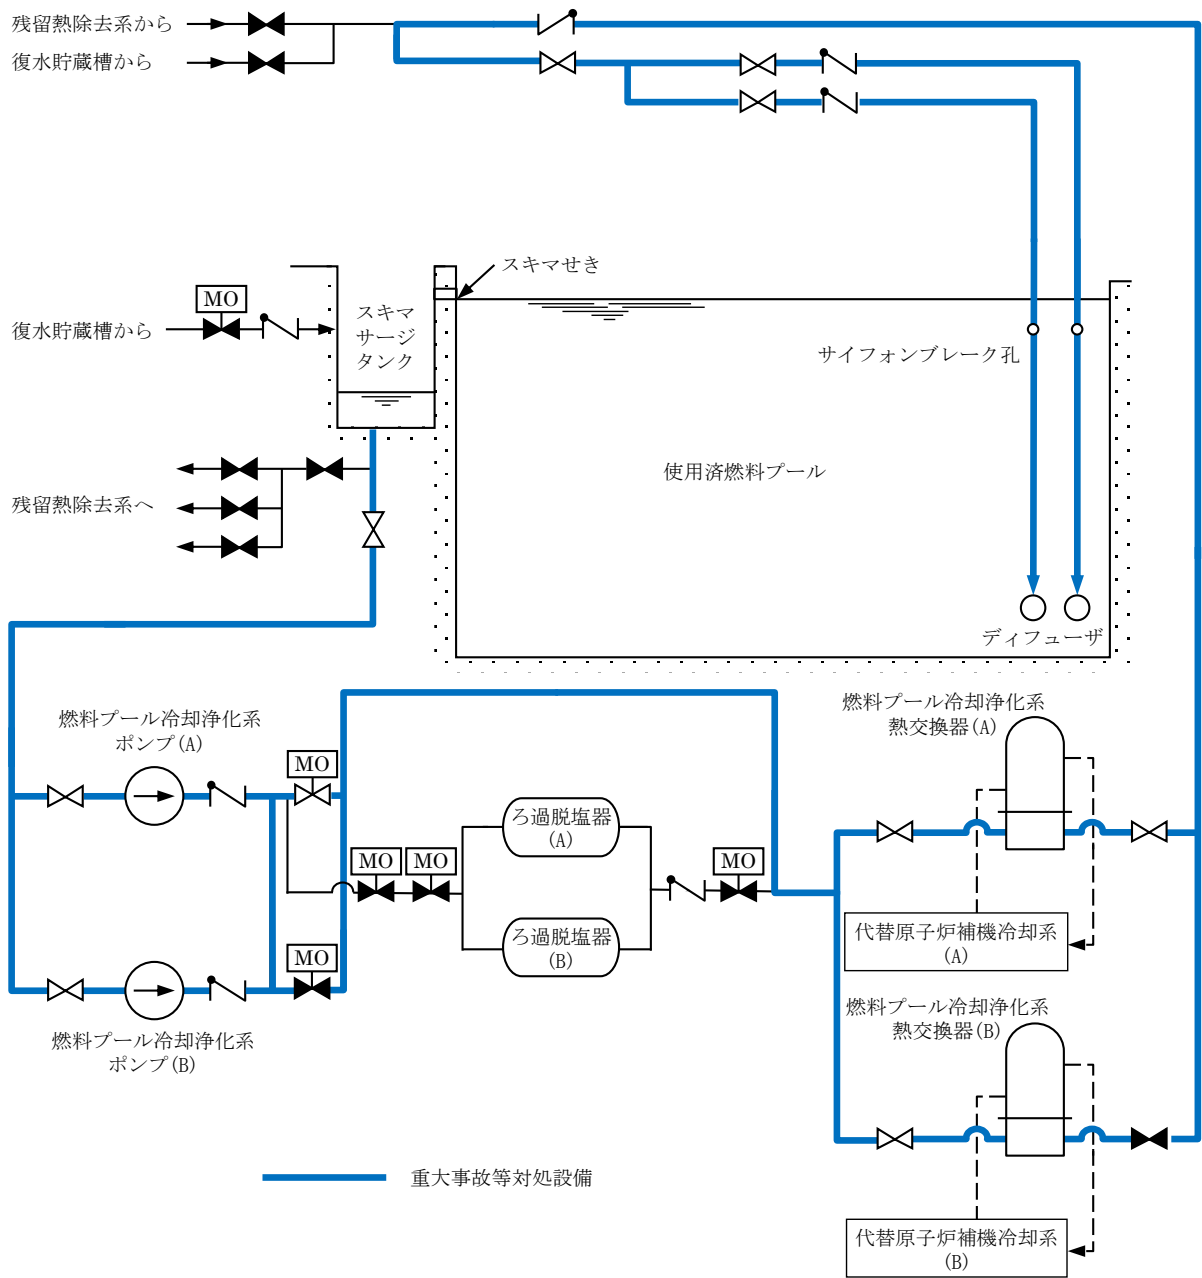 残留熱除去系から
復水貯蔵槽から
スキマせき
MO
スキマ
サージ
タンク
復水貯蔵槽から
サイフォンブレーク孔
使用済燃料プール
残留熱除去系へ
ディフューザ
燃料プール冷却浄化系
ポンプ(A)
燃料プール冷却浄化系
熱交換器(A)
MO
ろ過脱塩器
(A)
MO
MO
MO
ろ過脱塩器
(B)
MO
代替原子炉補機冷却系
(A)
燃料プール冷却浄化系
ポンプ(B)
燃料プール冷却浄化系
熱交換器(B)
重大事故等対処設備
代替原子炉補機冷却系
(B)